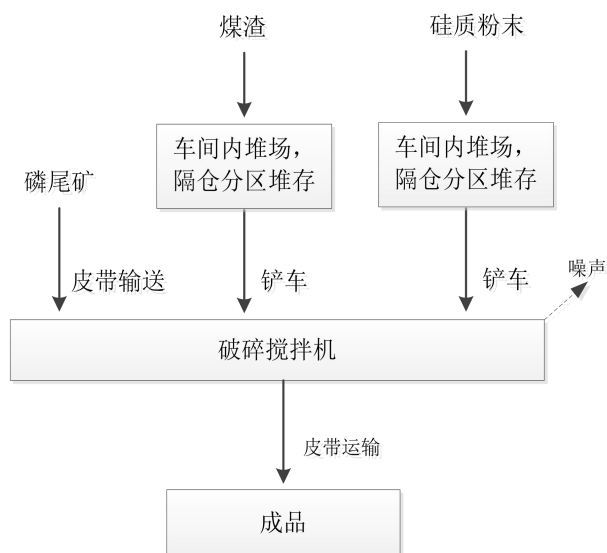 煤渣
硅质粉末
车间内堆场，
隔仓分区堆存
车间内堆场，
隔仓分区堆存
磷尾矿
皮带输送
铲车
铲车
噪声
破碎搅拌机
皮带运输
成品